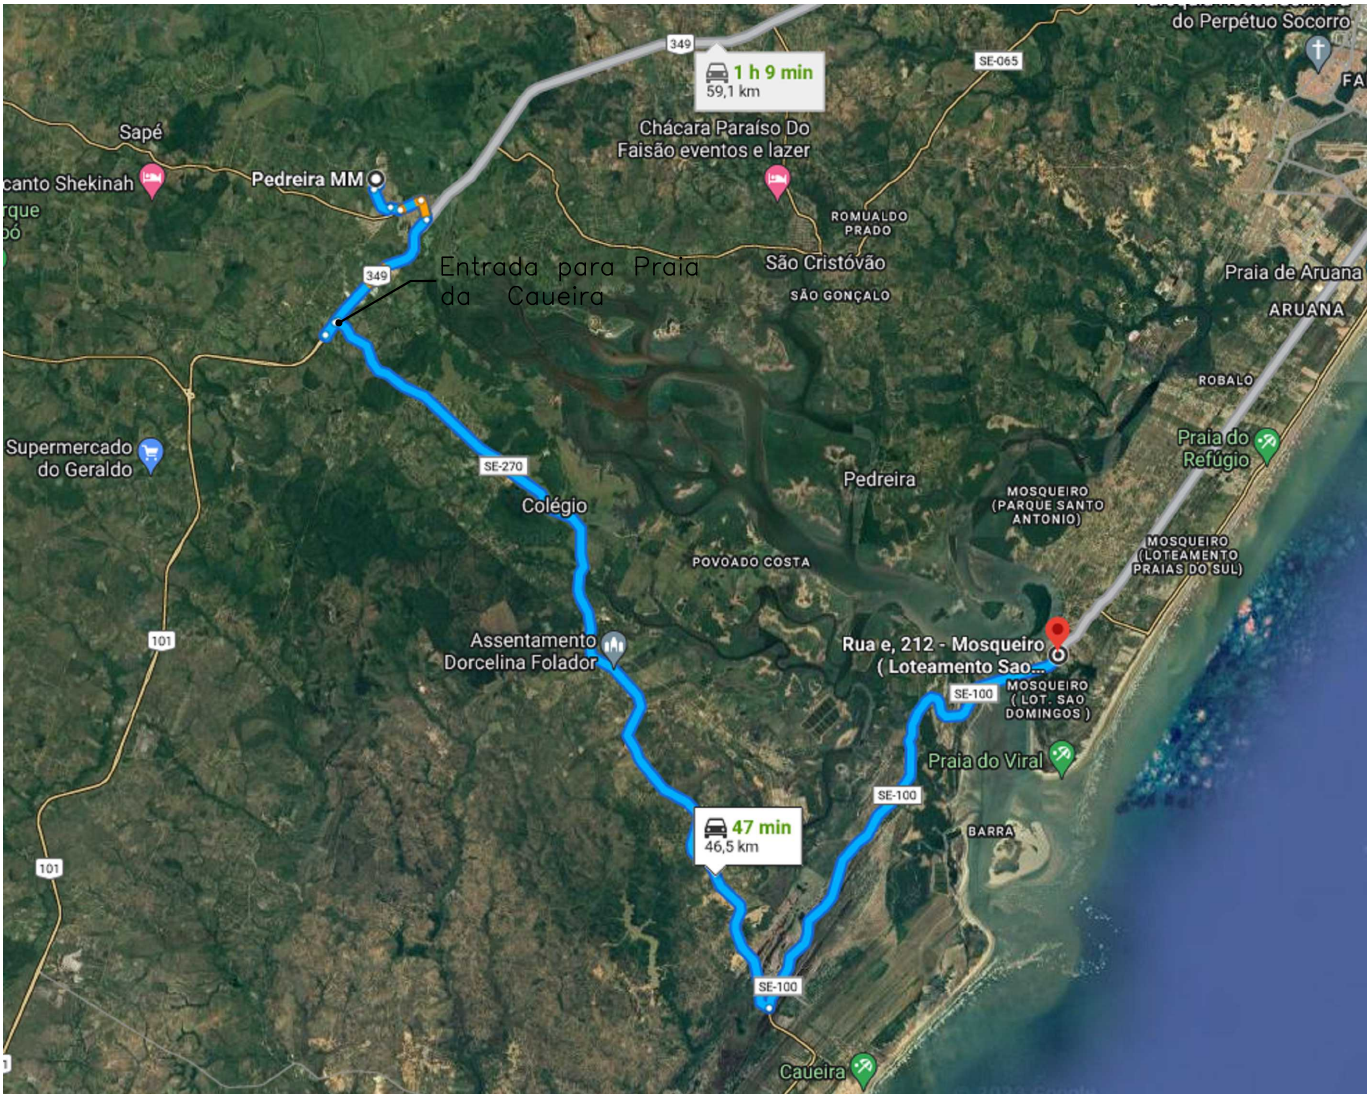 do Perpétuo Socorro
FA
349
1 h 9 min
59,1 km
SE-065
Sapé
Chácara Paraíso Do
Faisão eventos e lazer
canto Shekinah
Pedreira MM
rque
ROMUALDO
PRADO
São Cristóvão
SÃO GONÇALO
Praia de Aruana
ARUANA
349
Entrada para Praia
da Caueira
ROBALO
Praia do
Refúgio
Supermercado
do Geraldo
SE-270
Colégio
Pedreira
MOSQUEIRO
(PARQUE SANTO
ANTONIO)
MOSQUEIRO
(LOTEAMENTO
PRAIAS DO SUL)
POVOADO COSTA
101
Assentamento
Dorcelina Folador
Rua e, 212 - Mosqueiro
( Loteamento Sao...
SE-100
MOSQUEIRO
( LOT. SAO
DOMINGOS )
Praia do Viral
SE-100
47 min
46,5 km
BARRA
101
SE-100
Caueira